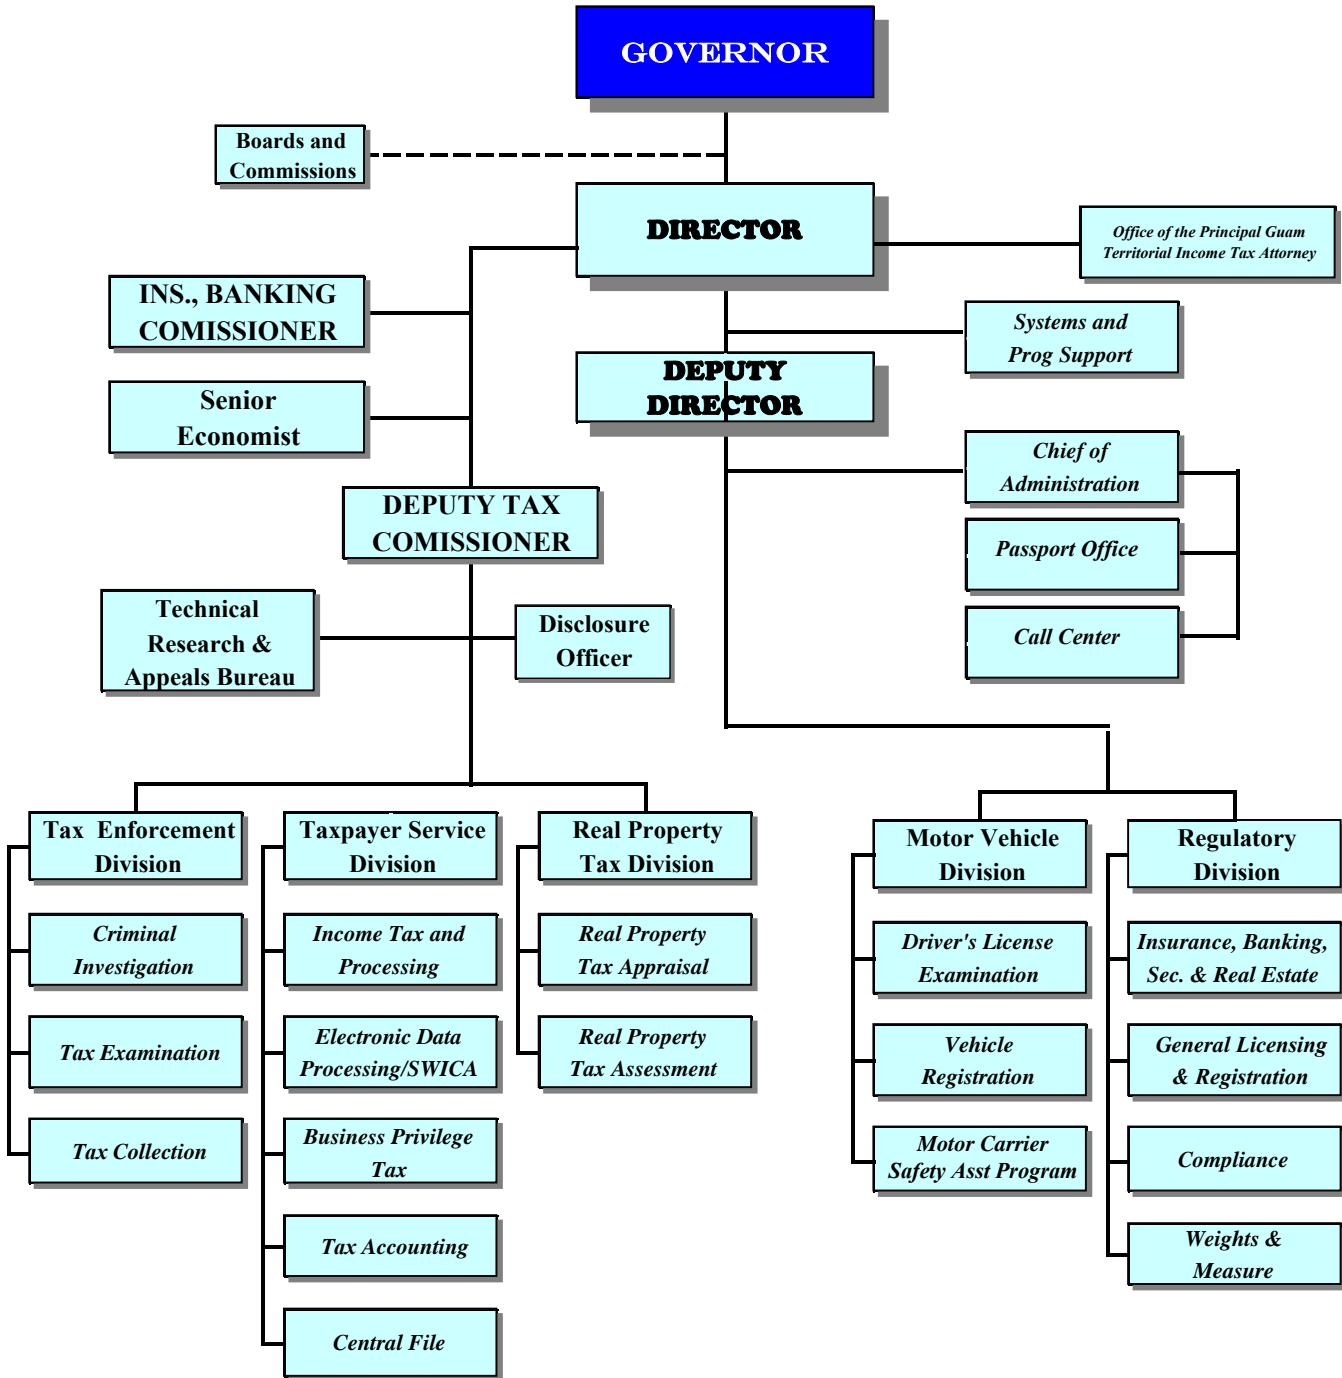 GOVERNOR
Boards and
Commissions
DIRECTOR
Office of the Principal Guam
Territorial Income Tax Attorney
INS., BANKING
COMISSIONER
Systems and
Prog Support
DEPUTY
DIRECTOR
Senior
Economist
Chief of
Administration
DEPUTY TAX
COMISSIONER
Passport Office
Technical
Research &
Appeals Bureau
Disclosure
Officer
Call Center
Tax Enforcement
Division
Criminal
Investigation
Tax Examination
Tax Collection
Taxpayer Service
Division
Income Tax and
Processing
Electronic Data
Processing/SWICA
Business Privilege
Tax
Tax Accounting
Central File
Real Property
Tax Division
Real Property
Tax Appraisal
Real Property
Tax Assessment
Motor Vehicle
Division
Driver's License
Examination
Vehicle
Registration
Motor Carrier
Safety Asst Program
Regulatory
Division
Insurance, Banking,
Sec. & Real Estate
General Licensing
& Registration
Compliance
Weights &
Measure